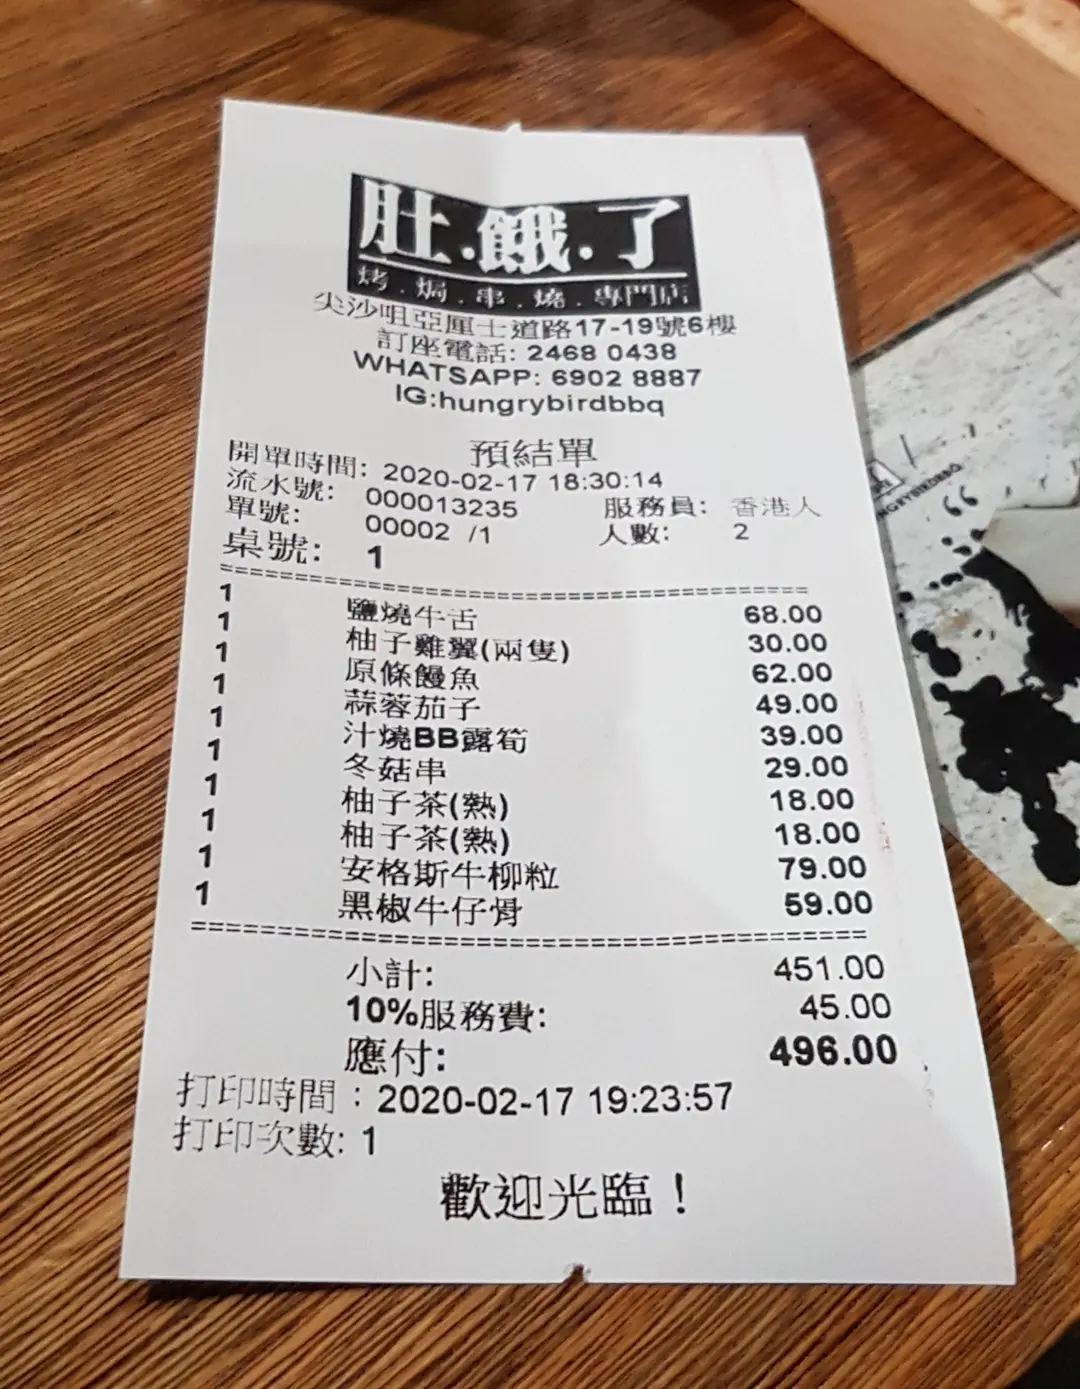 肚.餓.了
烤.焗.串.燒.專門店
尖沙咀亞厘士道路17-19號6樓
訂座電話: 2468 0438
WHATSAPP: 6902 8887
IG:hungrybirdbbq
預結單
開單時間: 2020-02-17 18:30:14
流水號: 000013235 服務員: 香港人
單號: 00002 /1 人數: 2
桌號: 1
==================================================
1 鹽燒牛舌 68.00
1 柚子雞翼(兩隻) 30.00
1 原條饅魚 62.00
1 蒜蓉茄子 49.00
1 汁燒BB露筍 39.00
1 冬菇串 29.00
1 柚子茶(熱) 18.00
1 柚子茶(熱) 18.00
1 安格斯牛柳粒 79.00
1 黑椒牛仔骨 59.00
==================================================
小計: 451.00
10%服務費: 45.00
應付: 496.00
打印時間：2020-02-17 19:23:57
打印次數: 1
歡迎光臨！